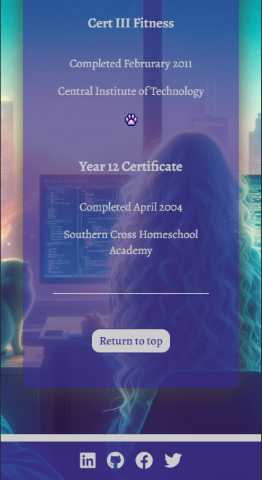 Cert III Fitness
Completed Februrary 2011
Central Institute of Technology
Year 12 Certificate
Completed April 2004
Southern Cross Homeschool
Academy
Return to top